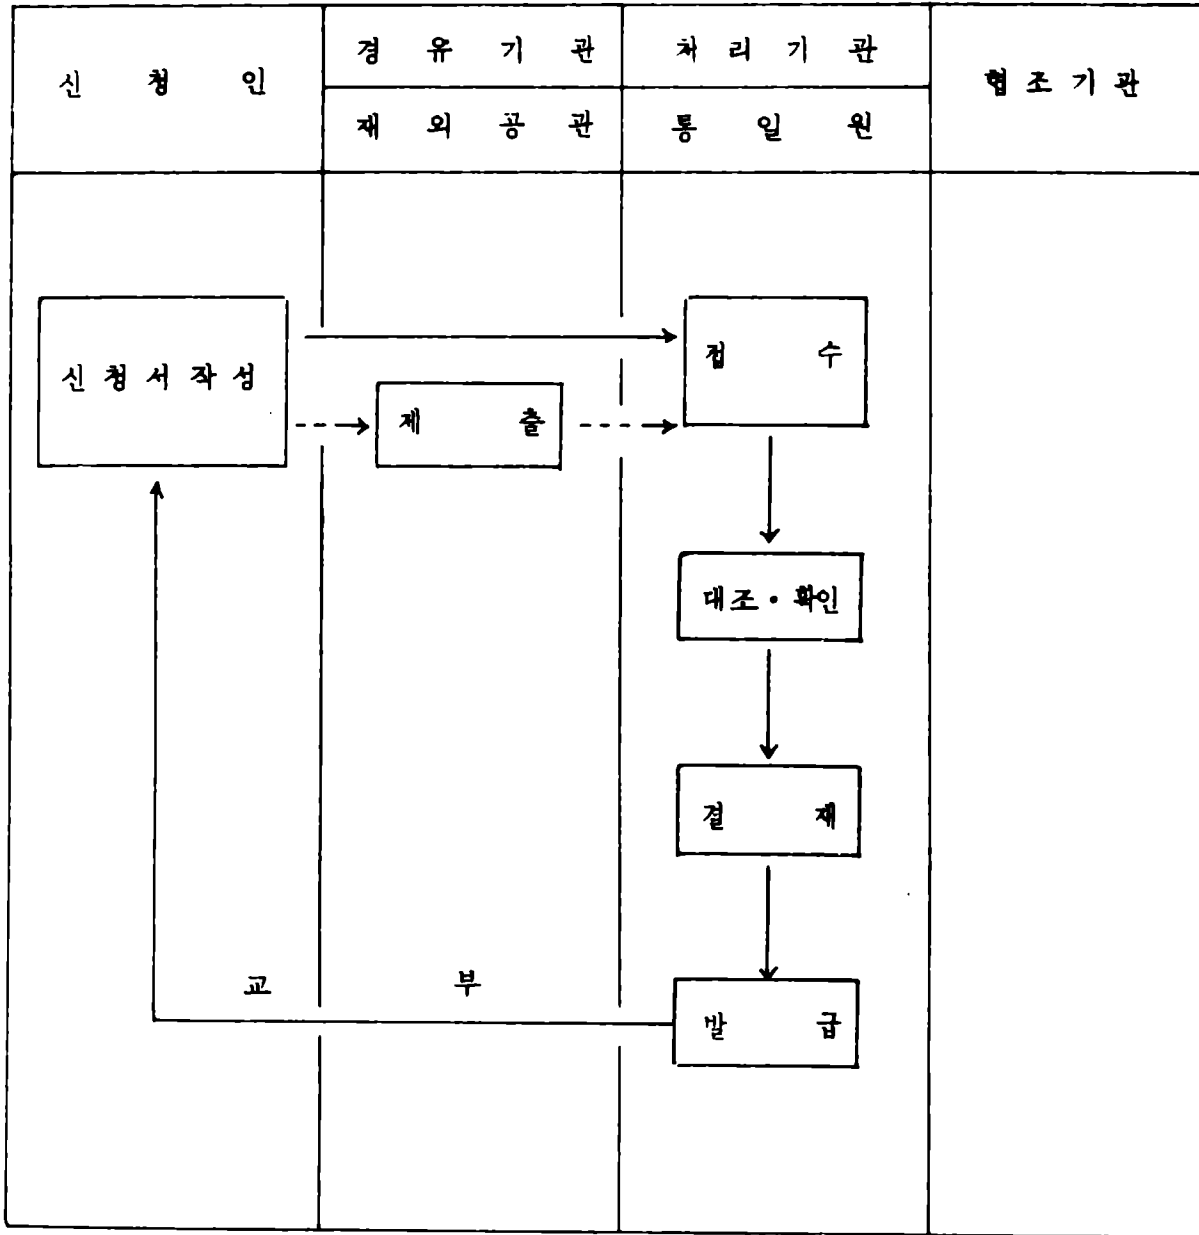 신청인
경유기관
처리기관
협조기관
재외공관
통일원
신청서작성
접수
제출
대조·확인
결재
교부
발급